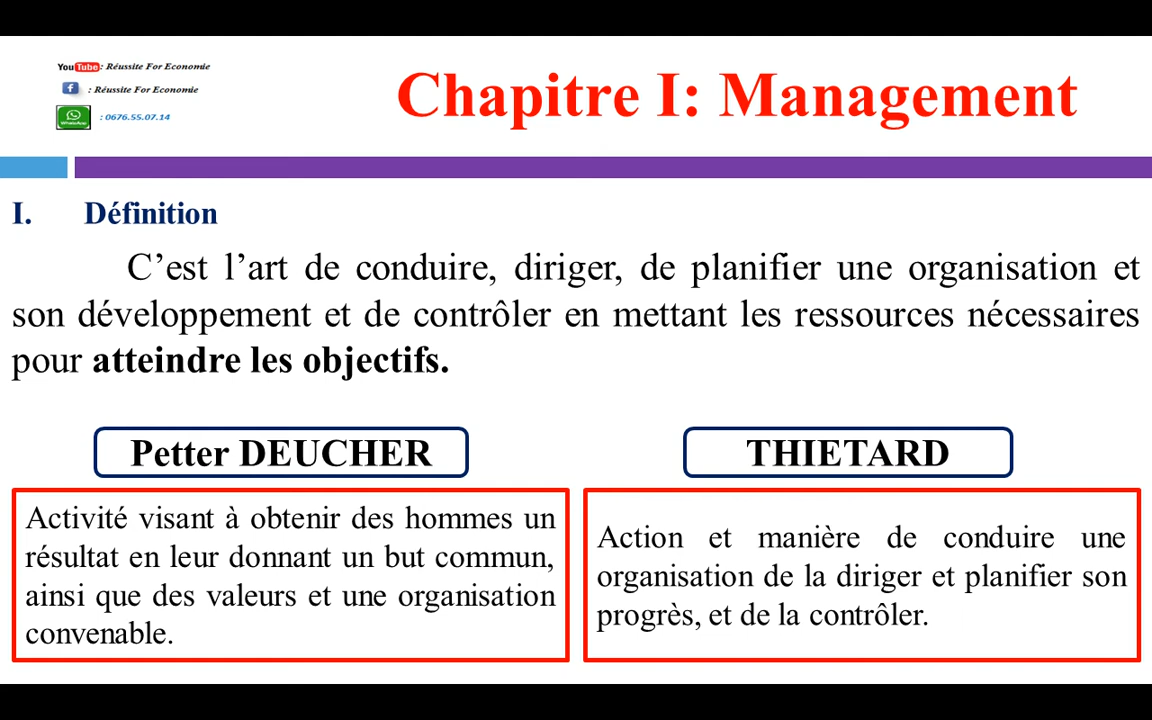 YouTube : Réussite For Economie
f : Réussite For Economie
WhatsApp : 0676.55.07.14
Chapitre I: Management
I. Définition
C’est l’art de conduire, diriger, de planifier une organisation et
son développement et de contrôler en mettant les ressources nécessaires
pour atteindre les objectifs.
Petter DEUCHER
Activité visant à obtenir des hommes un
résultat en leur donnant un but commun,
ainsi que des valeurs et une organisation
convenable.
THIETARD
Action et manière de conduire une
organisation de la diriger et planifier son
progrès, et de la contrôler.